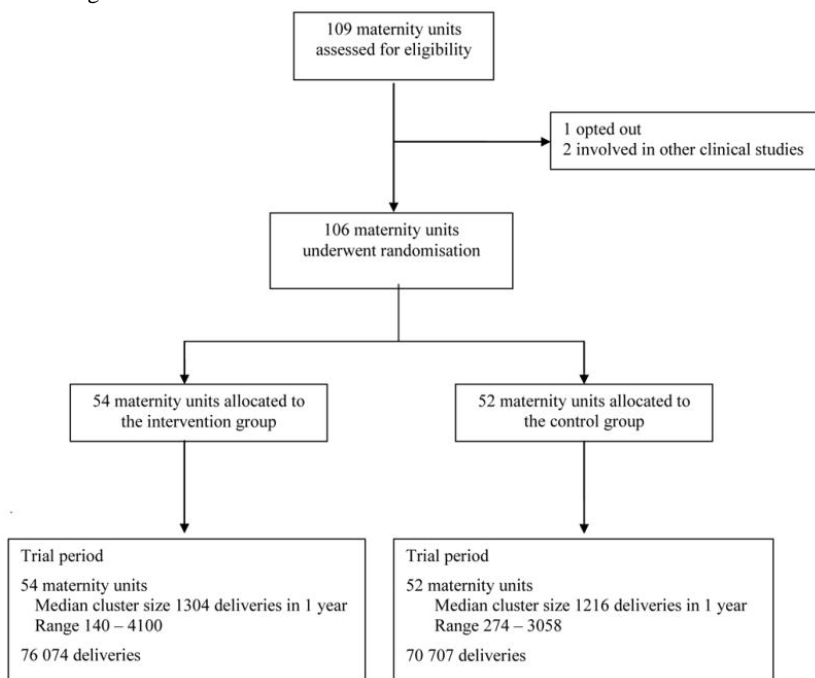 109 maternity units
assessed for eligibility
1 opted out
2 involved in other clinical studies
106 maternity units
underwent randomisation
54 maternity units allocated to
the intervention group
52 maternity units allocated to
the control group
Trial period
54 maternity units
Median cluster size 1304 deliveries in 1 year
Range 140 – 4100
76 074 deliveries
Trial period
52 maternity units
Median cluster size 1216 deliveries in 1 year
Range 274 – 3058
70 707 deliveries